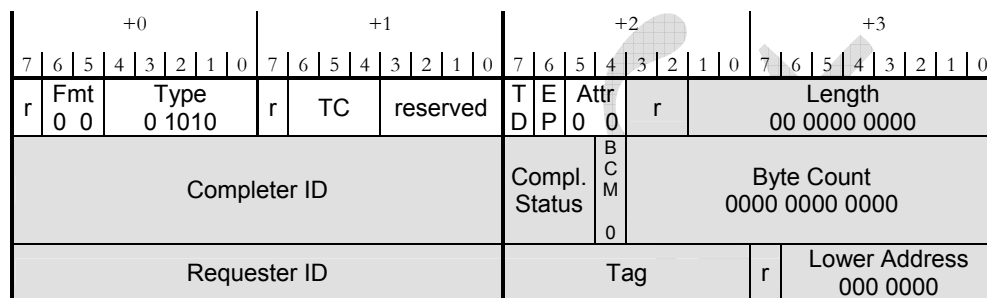 +0 +1 +2 +3
7 6 5 4 3 2 1 0 7 6 5 4 3 2 1 0 7 6 5 4 3 2 1 0 7 6 5 4 3 2 1 0
r Fmt 0 0 Type 0 1010 r TC reserved T D E P Attr 0 0 r Length 00 0000 0000
Completer ID Compl. Status B C M 0 Byte Count 0000 0000 0000
Requester ID Tag r Lower Address 000 0000